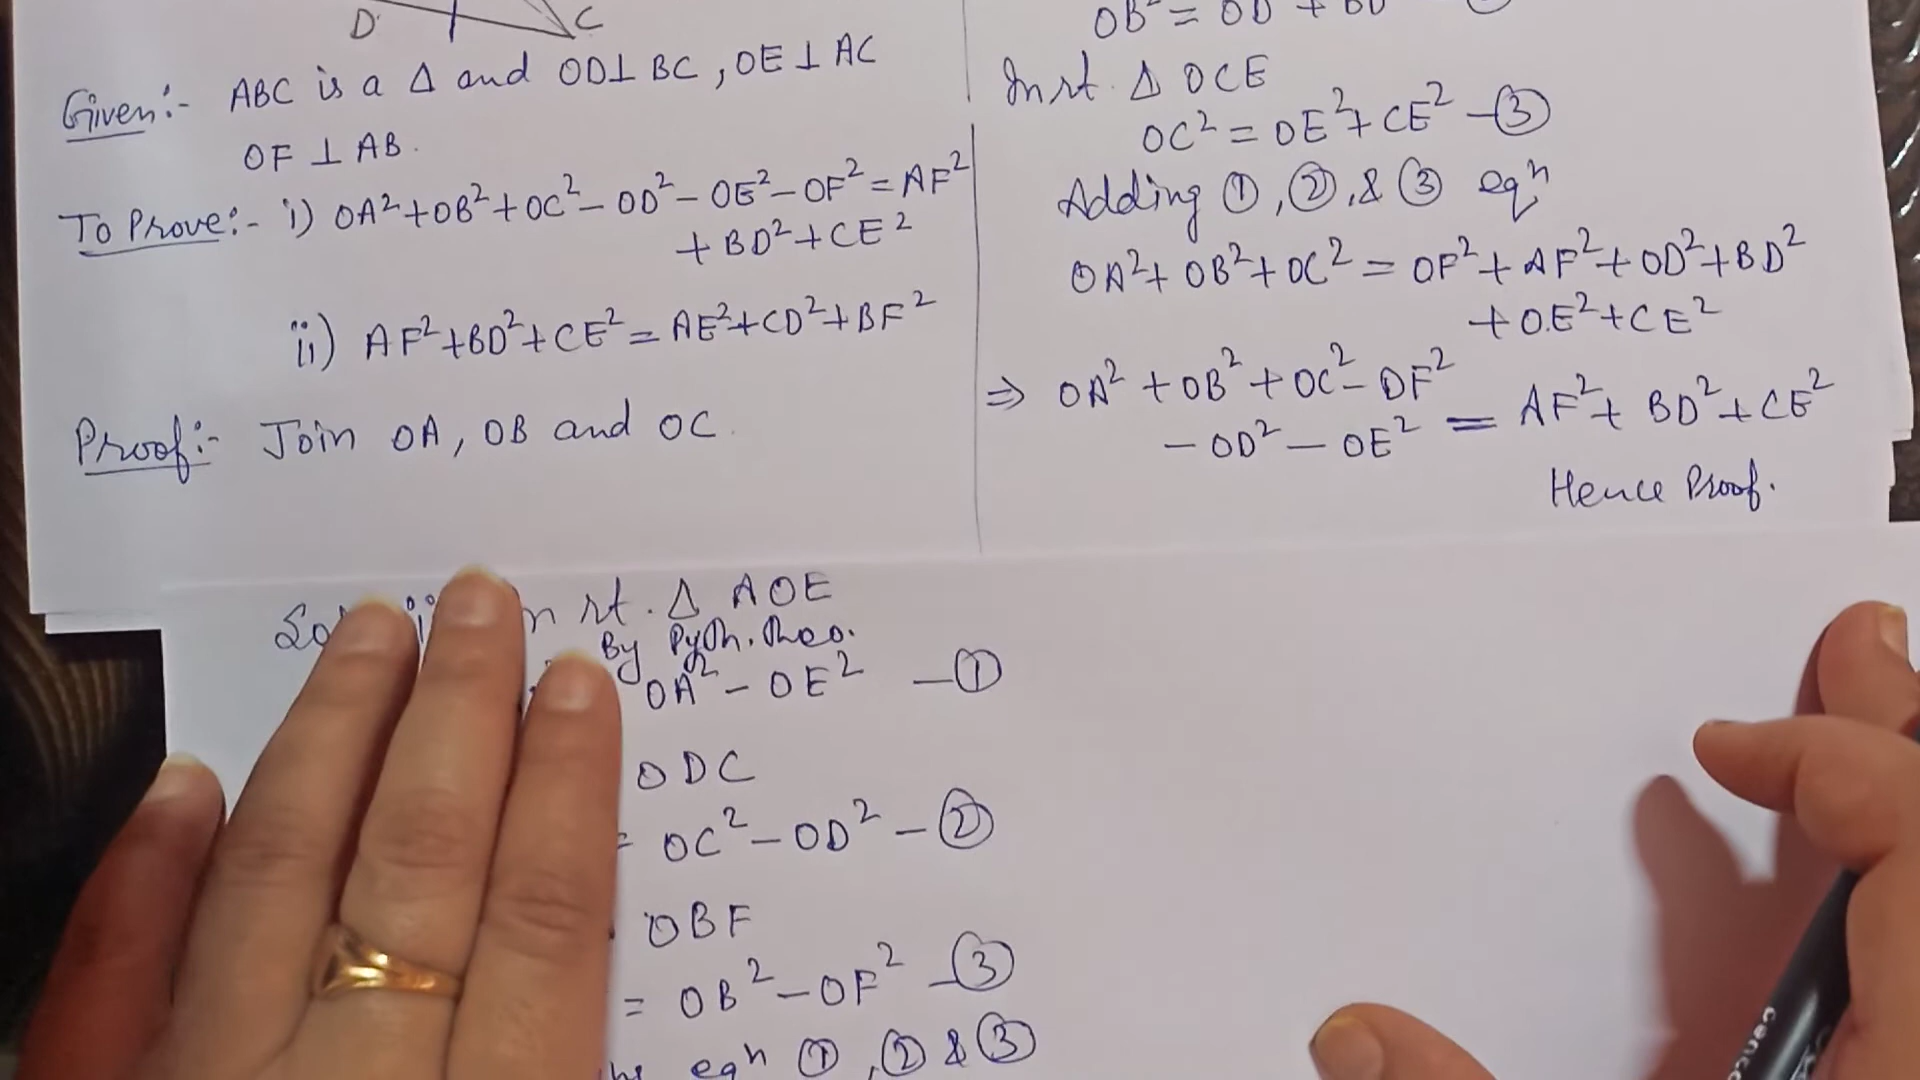 D C
Given:- ABC is a Δ and OD⊥BC, OE⊥AC
OF ⊥ AB.
To Prove:- i) OA²+OB²+OC²-OD²-OE²-OF²=AF²
+BD²+CE²
ii) AF²+BD²+CE²=AE²+CD²+BF²
Proof:- Join OA, OB and OC.
OB²=OD²+BD²
In rt. Δ OCE
OC²=OE²+CE² -③
Adding ①,②,& ③ eqⁿ
OA²+OB²+OC²=OF²+AF²+OD²+BD²
+OE²+CE²
⇒ OA²+OB²+OC²-OF²
-OD²-OE² = AF²+BD²+CE²
Hence Proof.
rt. Δ AOE
By Pyth. theo.
OA²-OE² -①
ODC
= OC²-OD² -②
OBF
= OB²-OF² -③
eqⁿ ①,②&③